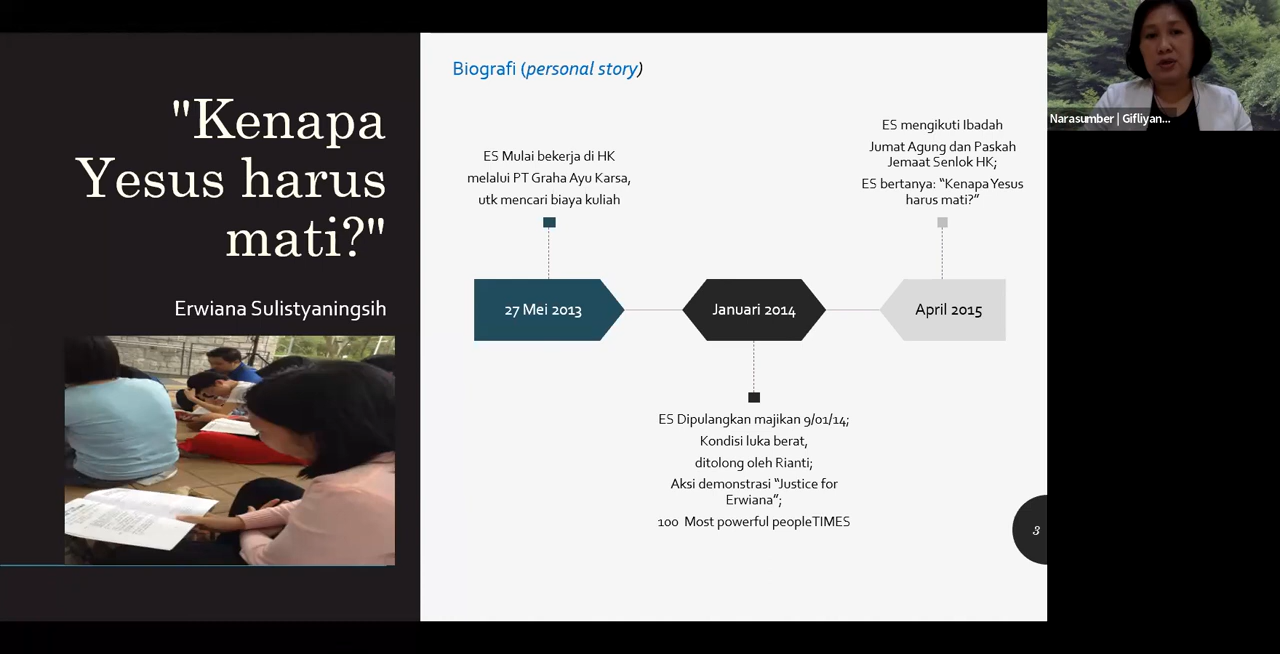 "Kenapa
Yesus harus
mati?"
Erwiana Sulistyaningsih
Biografi (personal story)
ES Mulai bekerja di HK
melalui PT Graha Ayu Karsa,
utk mencari biaya kuliah
27 Mei 2013
Januari 2014
ES Dipulangkan majikan 9/01/14;
Kondisi luka berat,
ditolong oleh Rianti;
Aksi demonstrasi “Justice for
Erwiana”;
100 Most powerful peopleTIMES
ES mengikuti Ibadah
Jumat Agung dan Paskah
Jemaat Senlok HK;
ES bertanya: “Kenapa Yesus
harus mati?”
April 2015
3
Narasumber | Gifliyan...